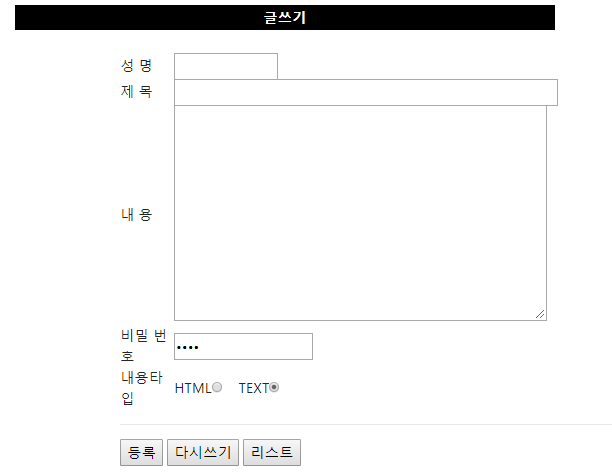 글쓰기
성 명
제 목
내 용
비밀 번
호
••••
내용타
입
HTML TEXT
등록 다시쓰기 리스트